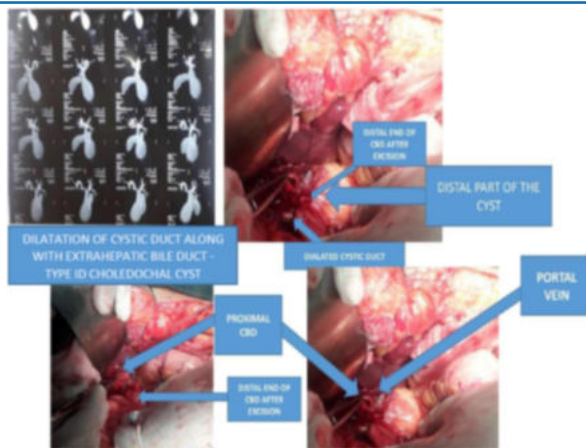 DISTAL END OF
CBD AFTER
EXCISION
DISTAL PART OF THE
CYST
DILATATION OF CYSTIC DUCT ALONG
WITH EXTRAHEPATIC BILE DUCT -
TYPE ID CHOLEDOCHAL CYST
DIALATED CYSTIC DUCT
PORTAL
VEIN
PROXIMAL
CBD
DISTAL END OF
CBD AFTER
EXCISION